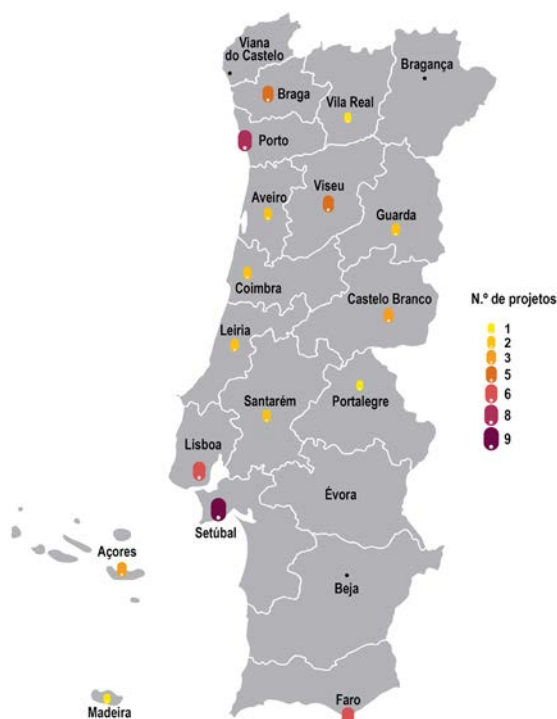 Viana
do Castelo
Bragança
Braga
Vila Real
Porto
Viseu
Aveiro
Guarda
Coimbra
Castelo Branco
N.º de projetos
1
2
3
5
6
8
9
Leiria
Santarém
Portalegre
Lisboa
Évora
Setúbal
Açores
Beja
Faro
Madeira